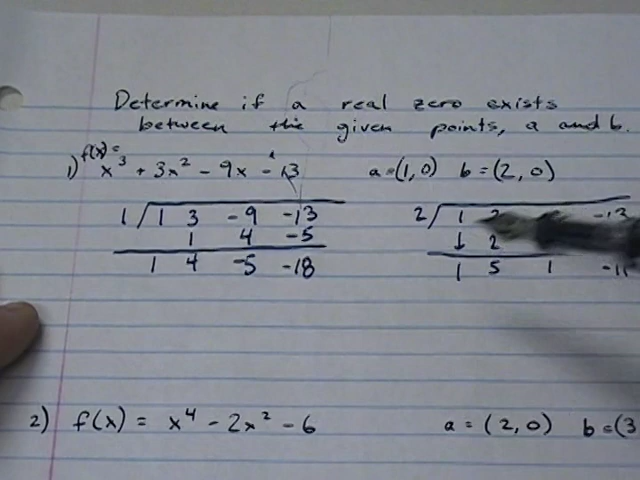 Determine if a real zero exists
between the given points, a and b.
f(x)=
1) x³ + 3x² - 9x - 13 a=(1,0) b=(2,0)
1 1 3 -9 -13 2 1 -13
1 4 -5 ↓ 2
1 4 -5 -18 1 5 1
2) f(x) = x⁴ - 2x² - 6 a = (2,0) b=(3